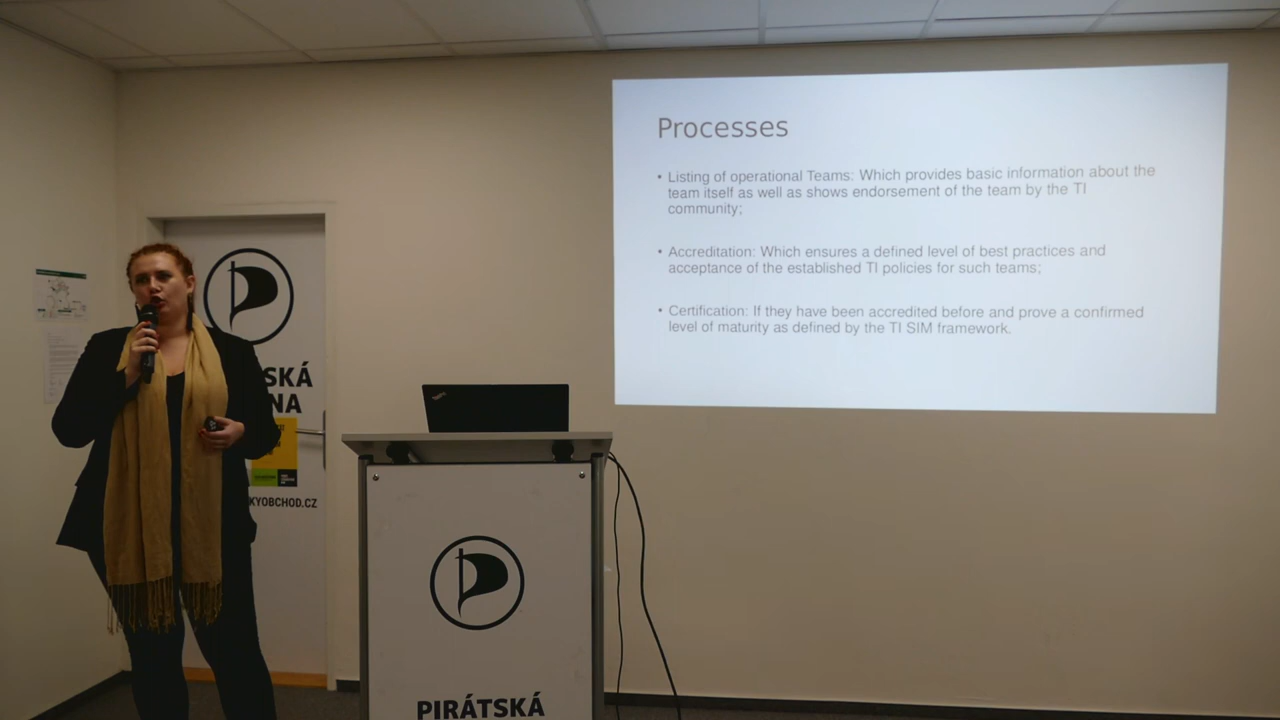 Processes
• Listing of operational Teams: Which provides basic information about the
team itself as well as shows endorsement of the team by the TI
community;
• Accreditation: Which ensures a defined level of best practices and
acceptance of the established TI policies for such teams;
• Certification: If they have been accredited before and prove a confirmed
level of maturity as defined by the TI SIM framework.
SKÁ
NA
KYOBCHOD.CZ
PIRÁTSKÁ